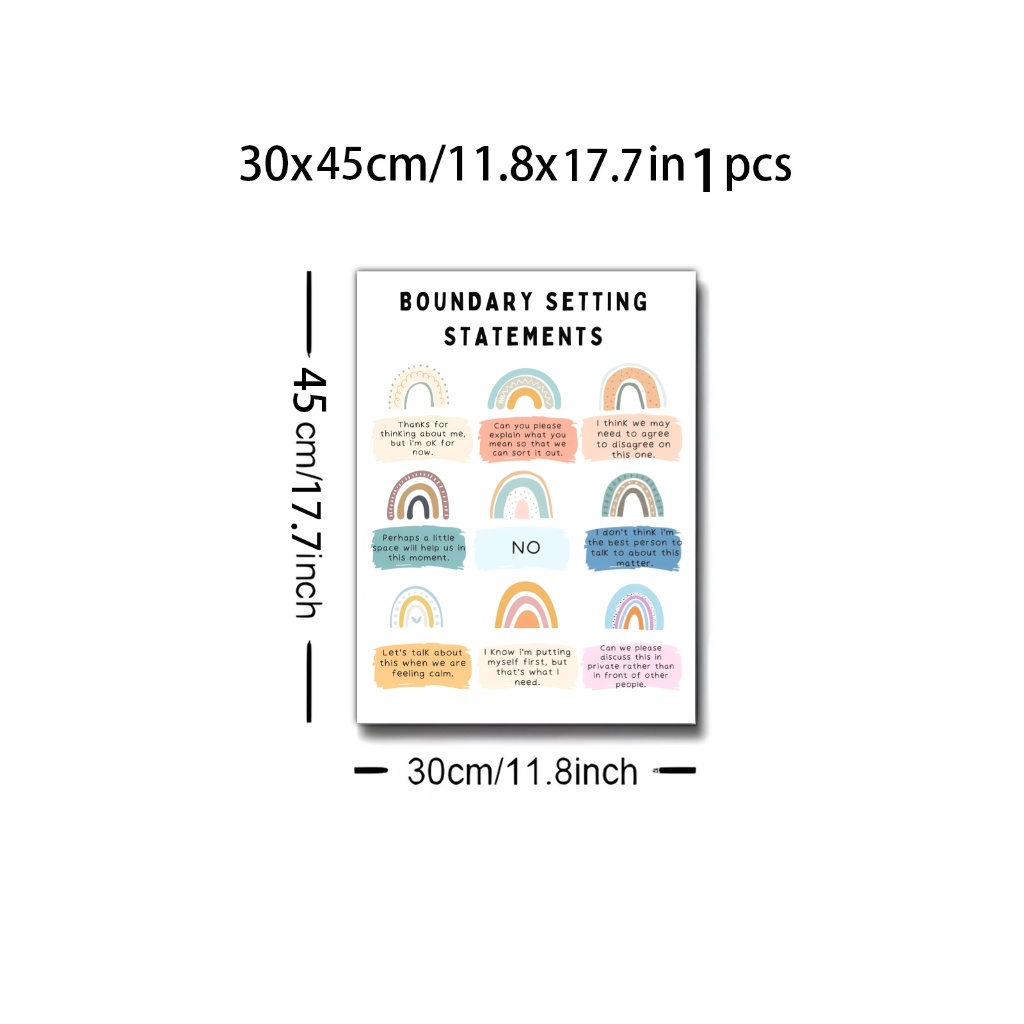 30x45cm/11.8x17.7in 1 pcs
BOUNDARY SETTING
STATEMENTS
Thanks for
thinking about me,
but i'm ok for
now.
Can you please
explain what you
mean so that we
can sort it out.
I think we may
need to agree
to disagree on
this one.
Perhaps a little
space will help us in
this moment.
NO
I don't think i'm
the best person to
talk to about this
matter.
Let's talk about
this when we are
feeling calm.
I Know i'm putting
myself first, but
that's what I
need.
Can we please
discuss this in
private rather than
in front of other
people.
45 cm/17.7inch
30cm/11.8inch